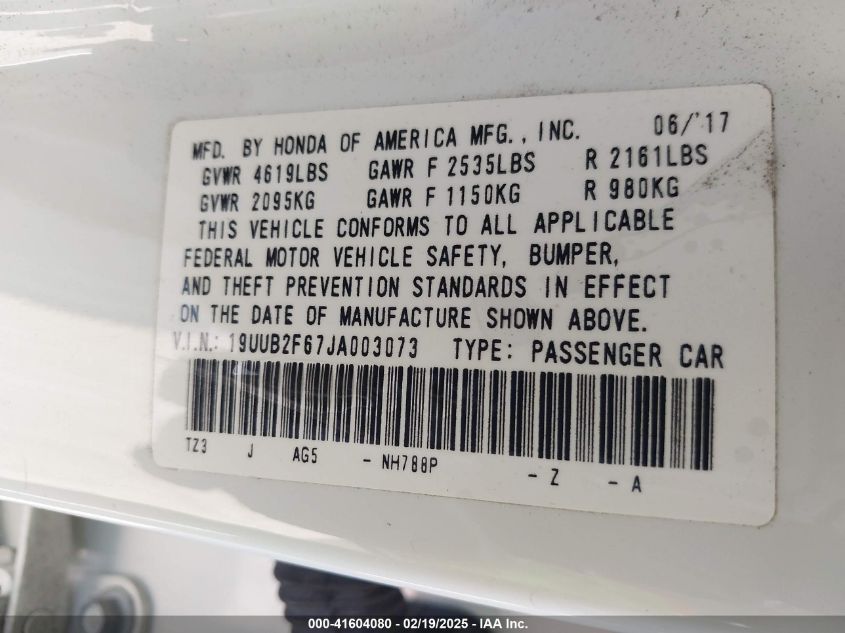 MFD. BY HONDA OF AMERICA MFG., INC. 06/'17
GVWR 4619LBS GAWR F 2535LBS R 2161LBS
GVWR 2095KG GAWR F 1150KG R 980KG
THIS VEHICLE CONFORMS TO ALL APPLICABLE
FEDERAL MOTOR VEHICLE SAFETY, BUMPER,
AND THEFT PREVENTION STANDARDS IN EFFECT
ON THE DATE OF MANUFACTURE SHOWN ABOVE.
V.I.N.: 19UUB2F67JA003073 TYPE: PASSENGER CAR
TZ3 J AG5 - NH788P - Z - A
000-41604080 - 02/19/2025 - IAA Inc.